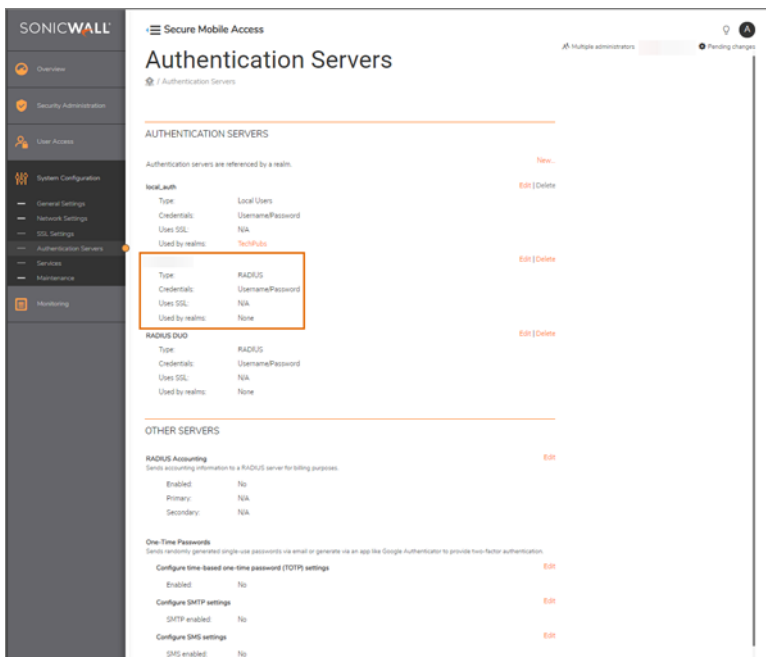 SONICWALL
Secure Mobile Access
A
Multiple administrators
Pending changes
Authentication Servers
/ Authentication Servers
Overview
Security Administration
User Access
System Configuration
General Settings
Network Settings
SSL Settings
Authentication Servers
Services
Maintenance
Monitoring
AUTHENTICATION SERVERS
Authentication servers are referenced by a realm.
New...
local_auth
Edit | Delete
Type: Local Users
Credentials: Username/Password
Uses SSL: N/A
Used by realms: TechPubs
Edit | Delete
Type: RADIUS
Credentials: Username/Password
Uses SSL: N/A
Used by realms: None
RADIUS DUO
Edit | Delete
Type: RADIUS
Credentials: Username/Password
Uses SSL: N/A
Used by realms: None
OTHER SERVERS
RADIUS Accounting
Edit
Sends accounting information to a RADIUS server for billing purposes.
Enabled: No
Primary: N/A
Secondary: N/A
One-Time Passwords
Sends randomly generated single-use passwords via email or generate via an app like Google Authenticator to provide two-factor authentication.
Configure time-based one-time password (TOTP) settings
Edit
Enabled: No
Configure SMTP settings
Edit
SMTP enabled: No
Configure SMS settings
Edit
SMS enabled: No